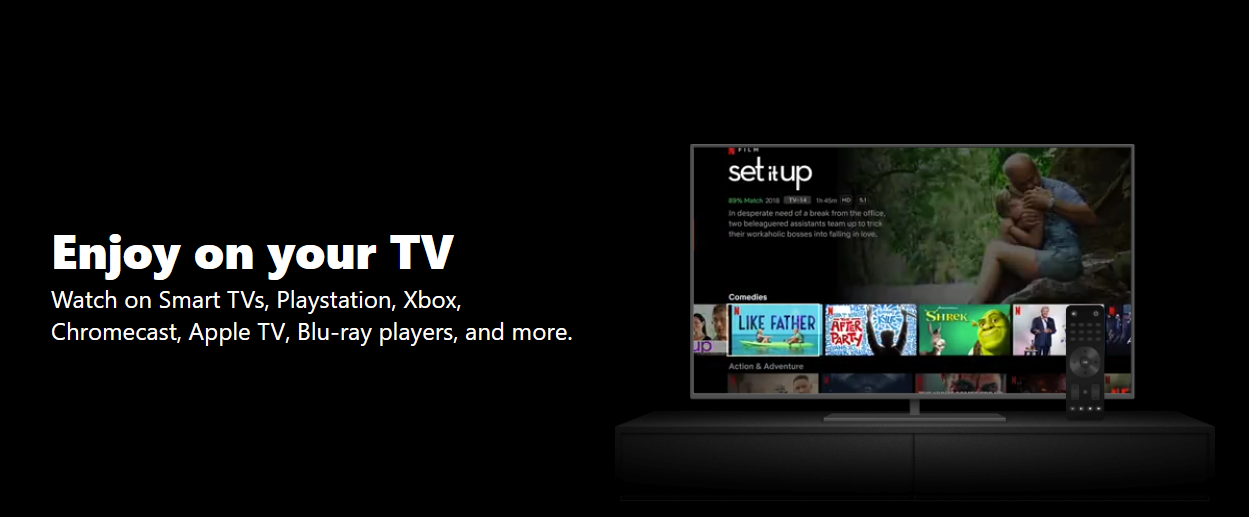 Enjoy on your TV
Watch on Smart TVs, Playstation, Xbox,
Chromecast, Apple TV, Blu-ray players, and more.
FILM
set it up
89% Match 2018 TV-14 1h 45m HD 5.1
In desperate need of a break from the office,
two beleaguered assistants team up to trick
their workaholic bosses into falling in love.
Comedies
up
LIKE FATHER
THE AFTER PARTY
SHREK
Action & Adventure